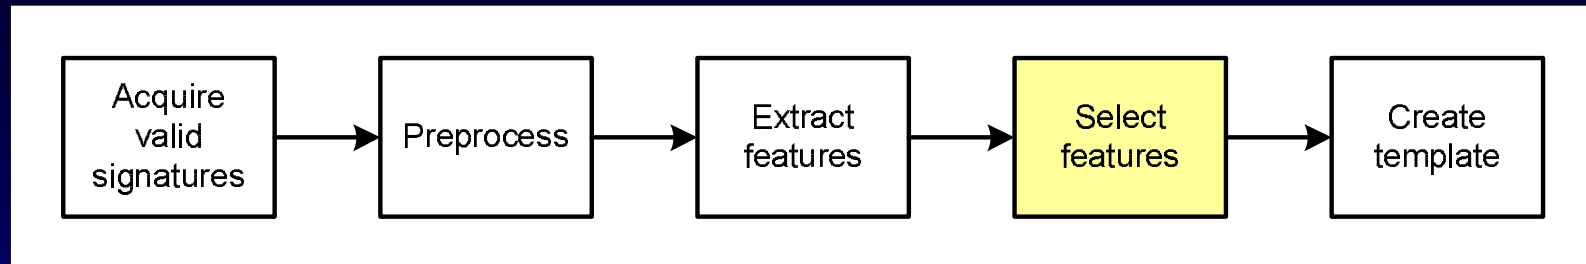 Acquire
valid
signatures
Preprocess
Extract
features
Select
features
Create
template